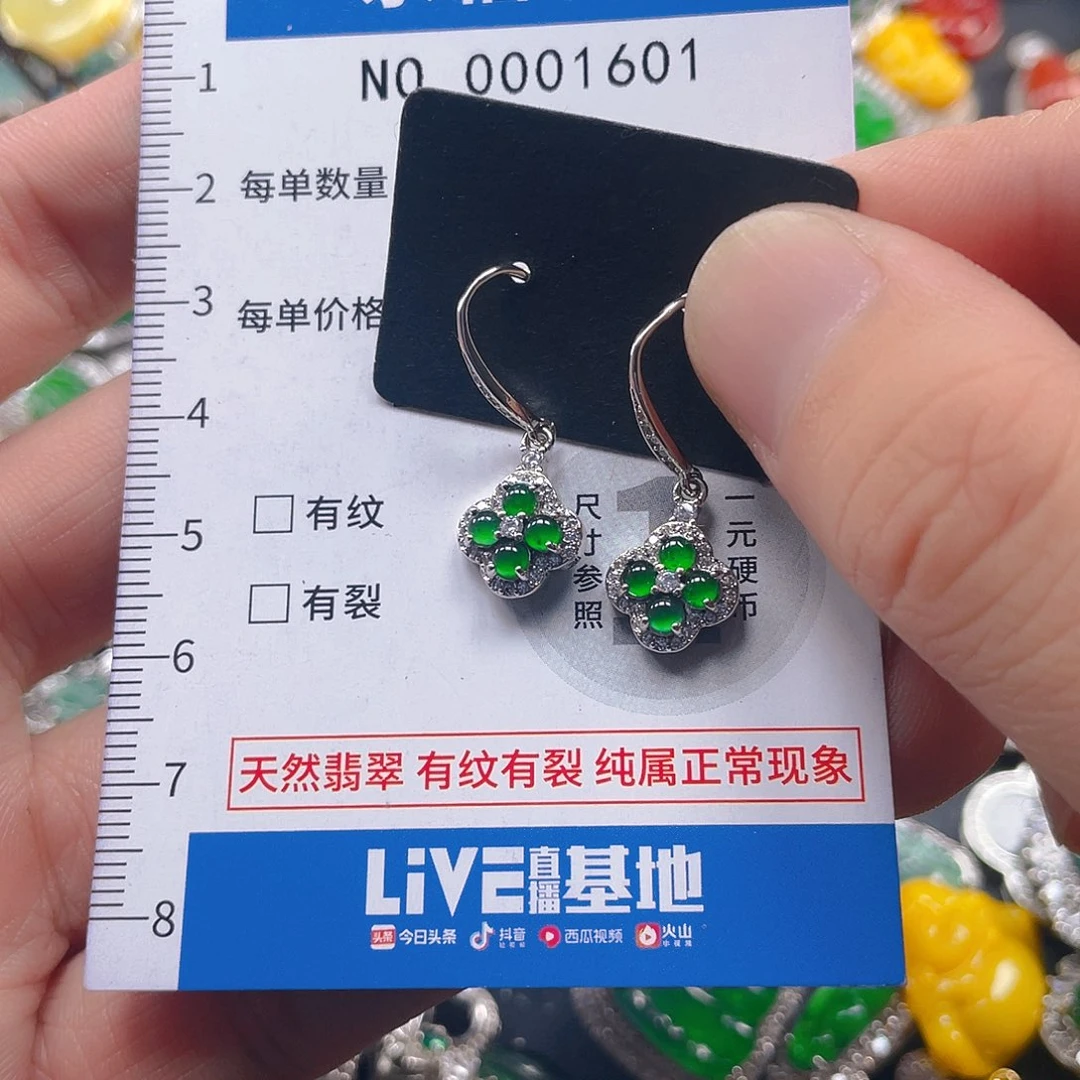 NO 0001601
1
2
每单数量
3
每单价格
4
□ 有纹
5
□ 有裂
6
尺寸参照
一元硬币
天然翡翠 有纹有裂 纯属正常现象
7
LiVE直播基地
8
头条 今日头条 抖音 西瓜视频 火山